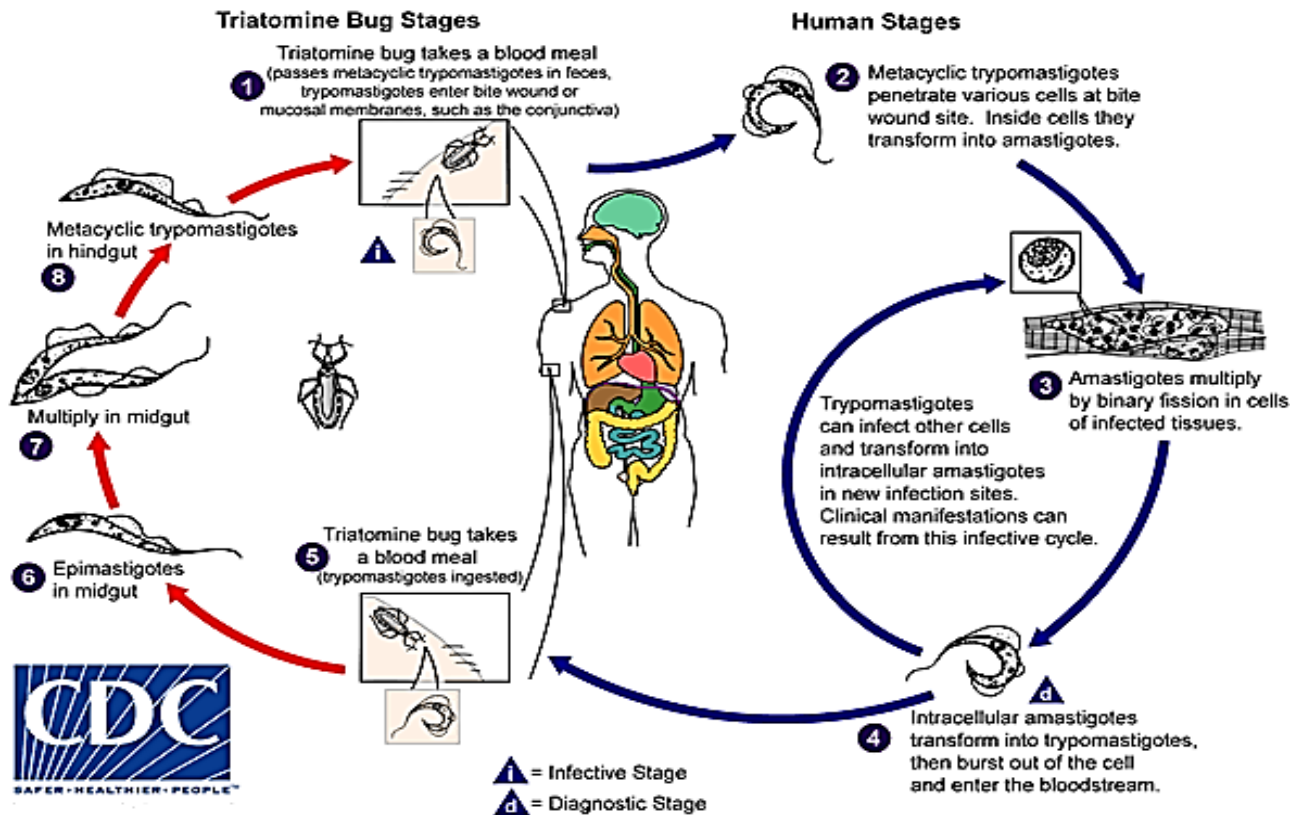 Triatomine Bug Stages
Human Stages
Triatomine bug takes a blood meal
(passes metacyclic trypomastigotes in feces,
trypomastigotes enter bite wound or
mucosal membranes, such as the conjunctiva)
1
2
Metacyclic trypomastigotes
penetrate various cells at bite
wound site. Inside cells they
transform into amastigotes.
Metacyclic trypomastigotes
in hindgut
8
i
3
Amastigotes multiply
by binary fission in cells
of infected tissues.
Trypomastigotes
can infect other cells
and transform into
intracellular amastigotes
in new infection sites.
Clinical manifestations can
result from this infective cycle.
Multiply in midgut
7
5
Triatomine bug takes
a blood meal
(trypomastigotes ingested)
6
Epimastigotes
in midgut
d
4
Intracellular amastigotes
transform into trypomastigotes,
then burst out of the cell
and enter the bloodstream.
CDC
SAFER•HEALTHIER•PEOPLE™
i = Infective Stage
d = Diagnostic Stage